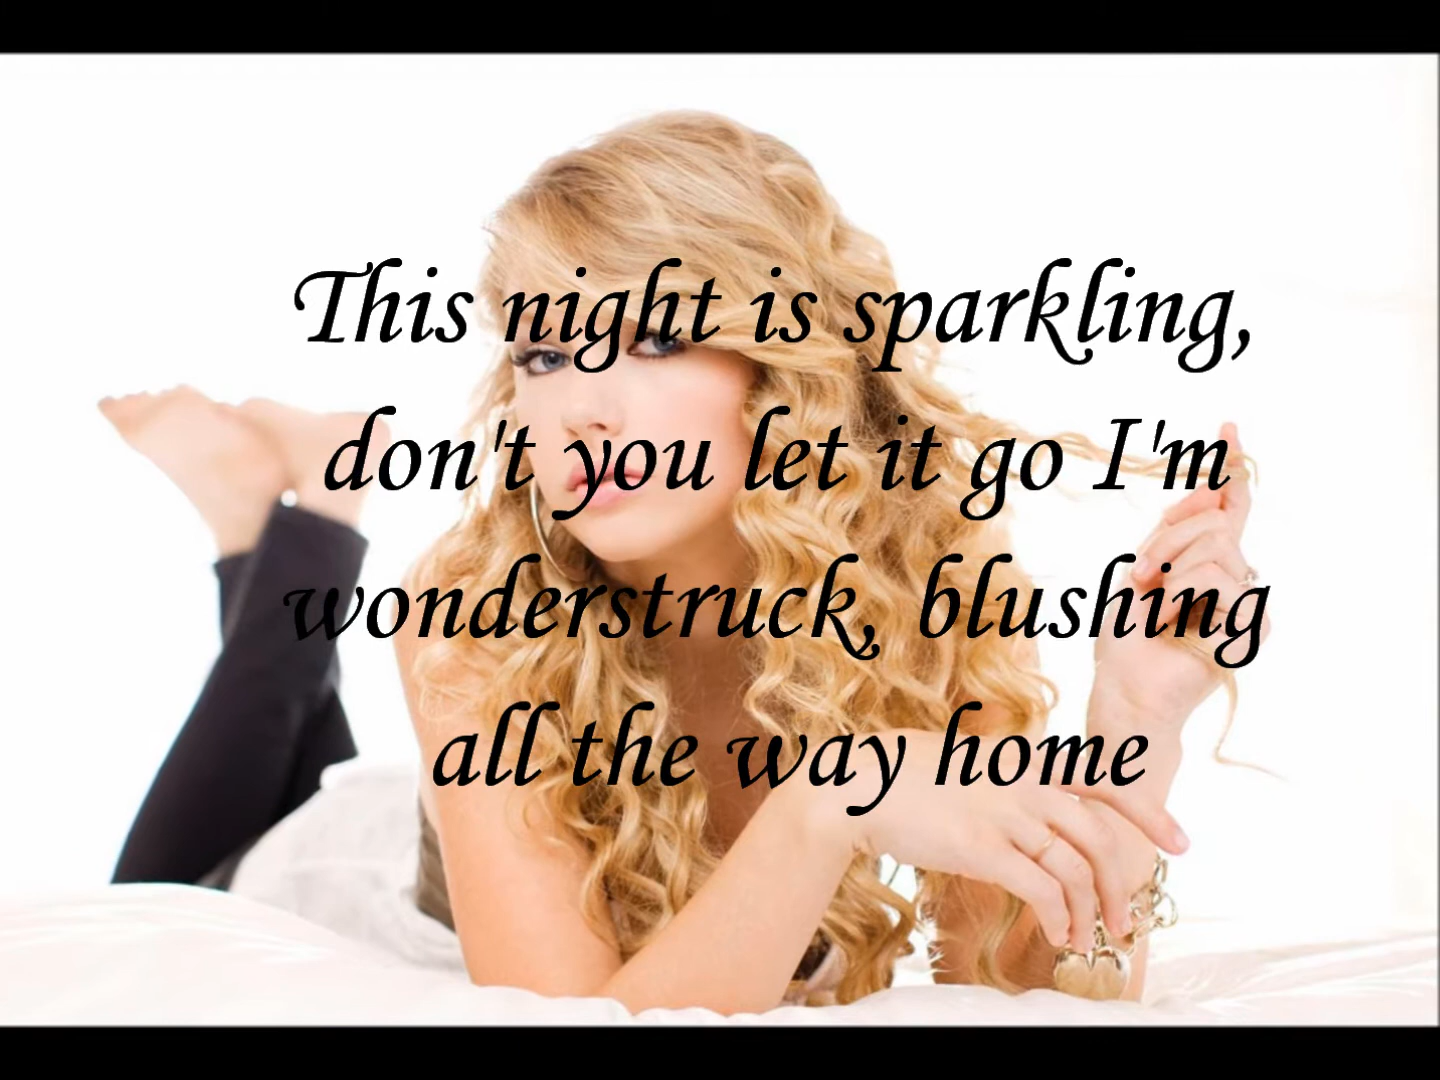 This night is sparkling,
don't you let it go I'm
wonderstruck, blushing
all the way home